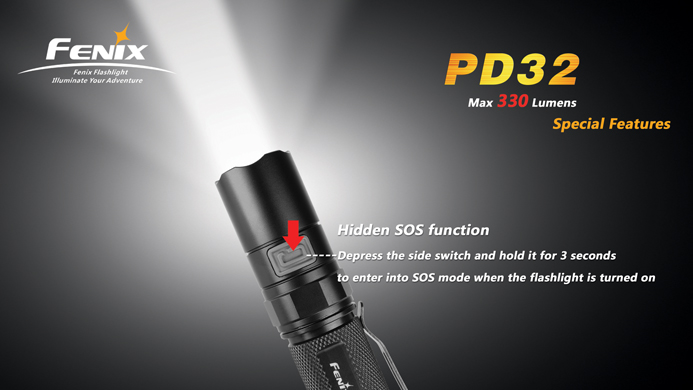 FENIX
Fenix Flashlight
Illuminate Your Adventure
PD32
Max 330 Lumens
Special Features
Hidden SOS function
Depress the side switch and hold it for 3 seconds
to enter into SOS mode when the flashlight is turned on
FENIX